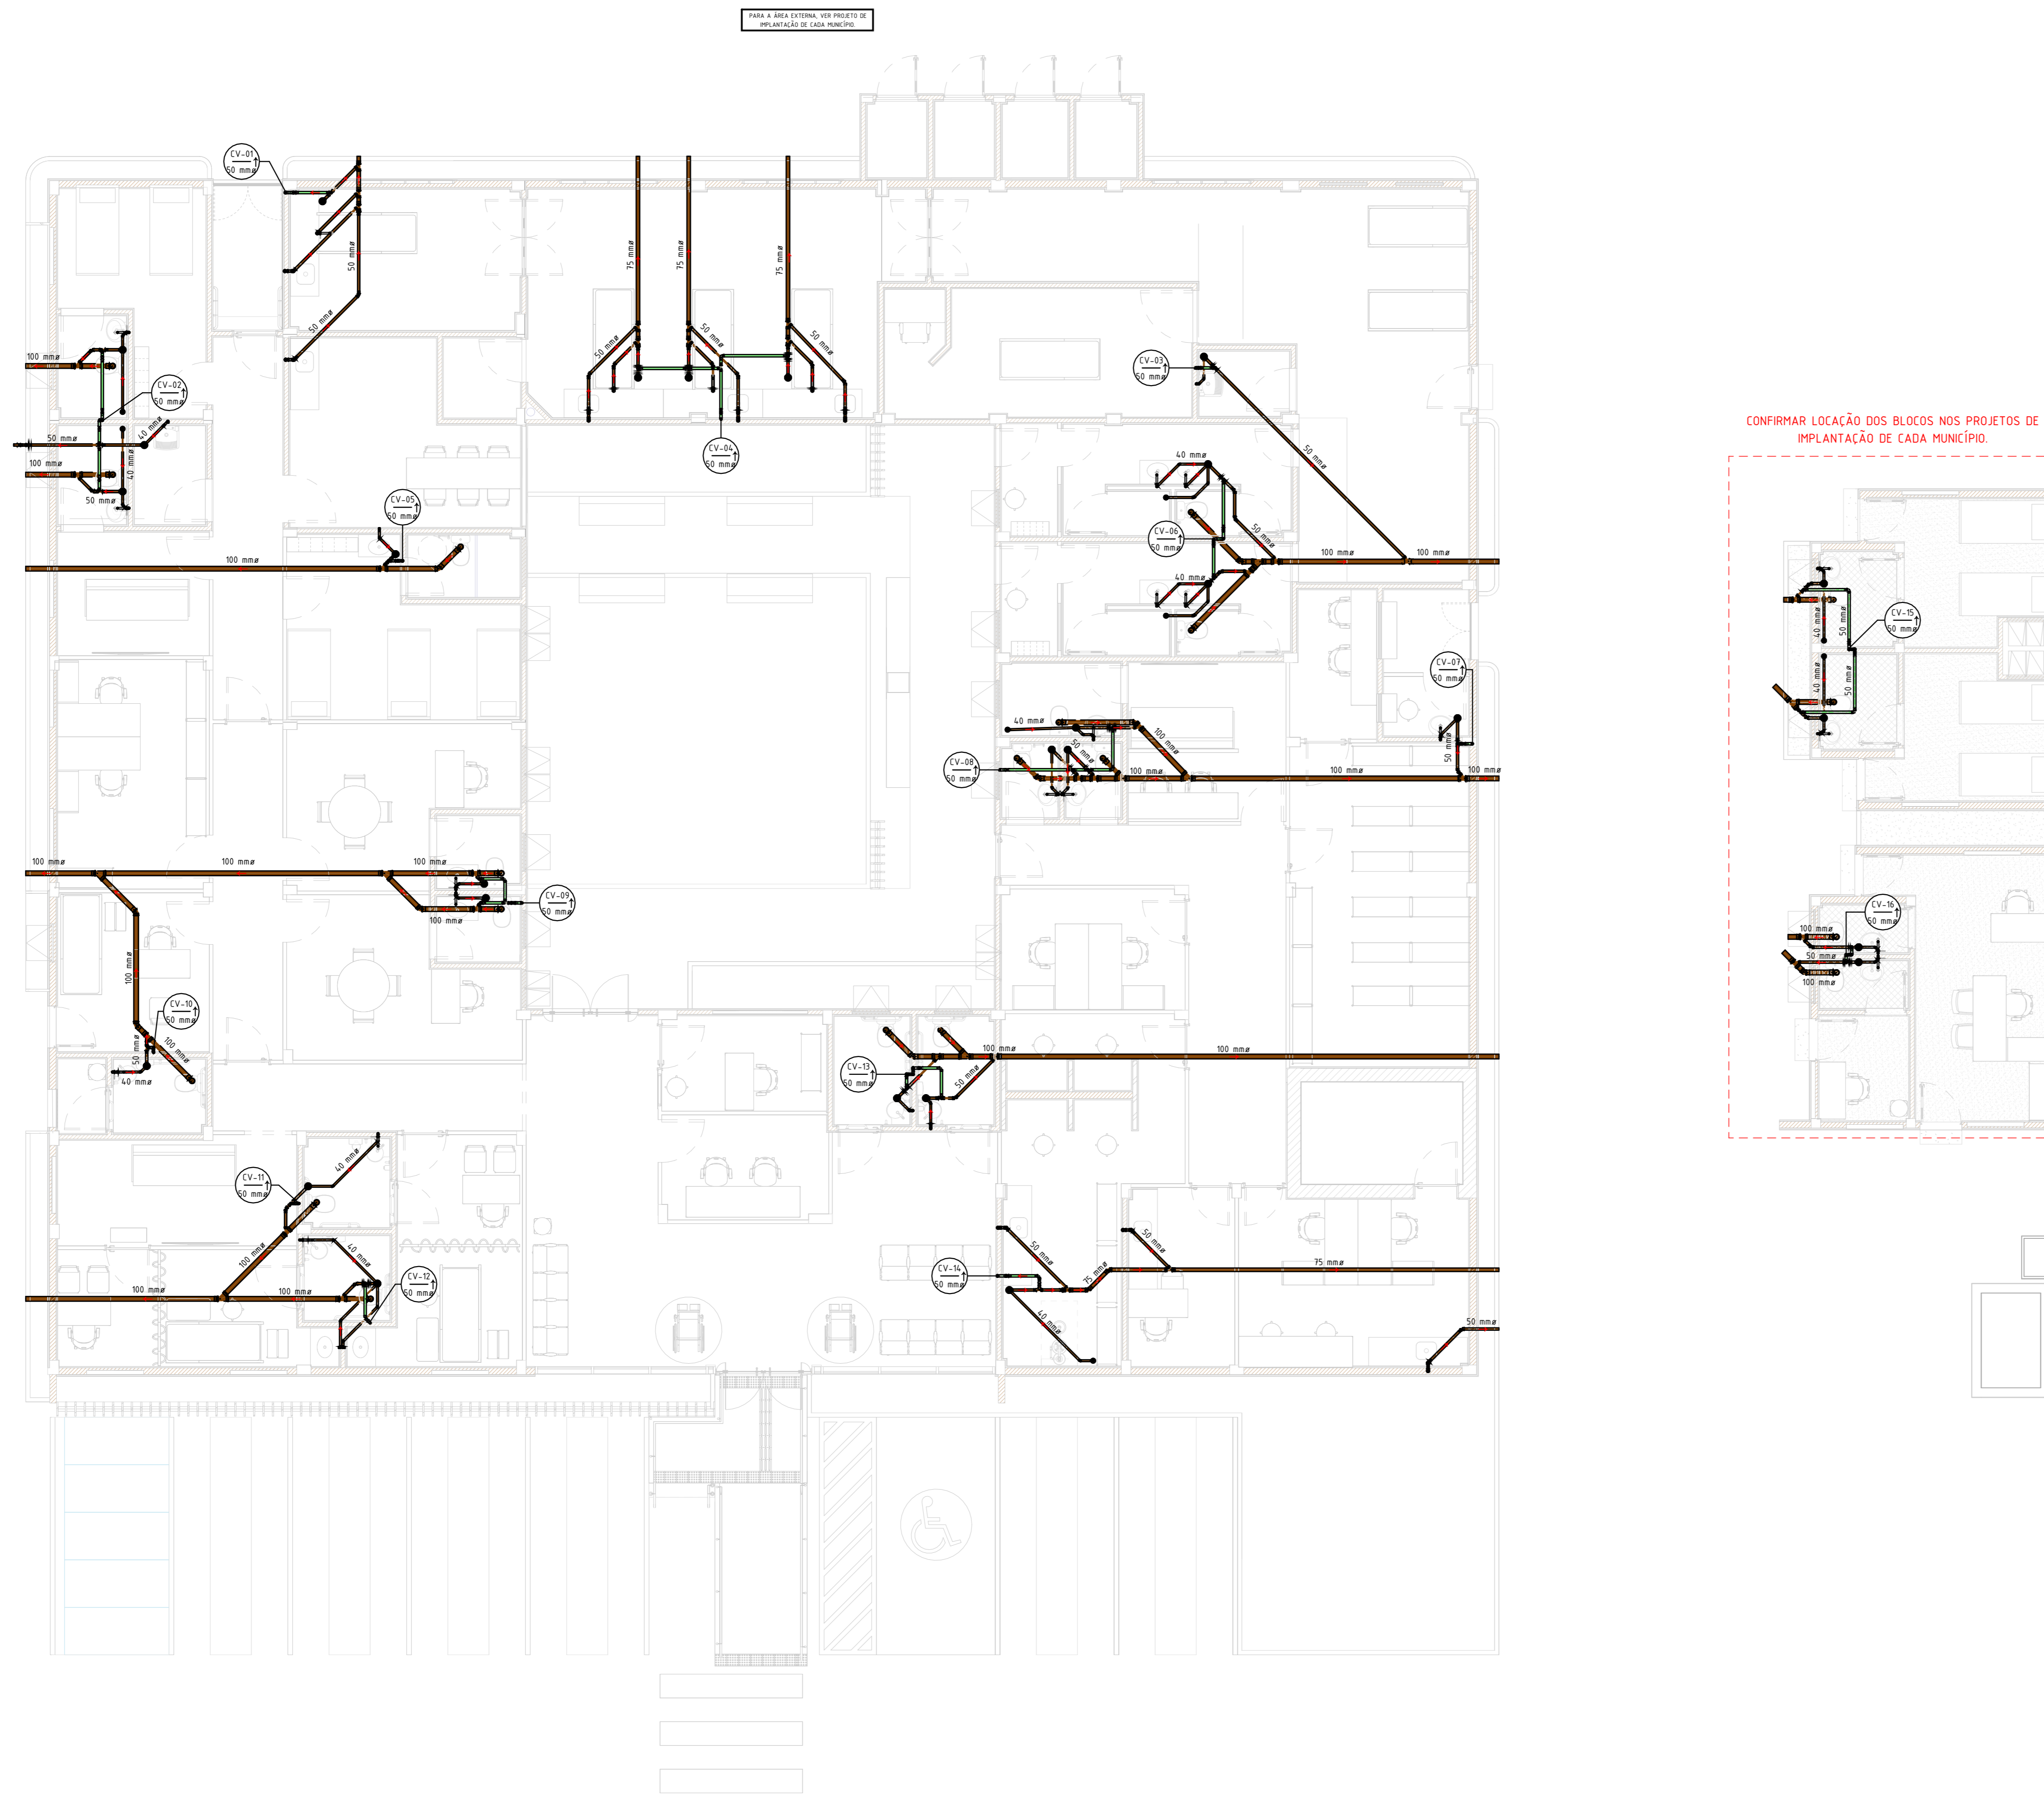 PARA A ÁREA EXTERNA, VER PROJETO DE
IMPLANTAÇÃO DE CADA MUNICÍPIO.
CV-01
50 mmø
50 mmø
50 mmø
75 mmø
75 mmø
75 mmø
50 mmø
50 mmø
50 mmø
CV-04
50 mmø
100 mmø
CV-02
50 mmø
40 mmø
50 mmø
100 mmø
40 mmø
50 mmø
CV-03
50 mmø
50 mmø
CONFIRMAR LOCAÇÃO DOS BLOCOS NOS PROJETOS DE
IMPLANTAÇÃO DE CADA MUNICÍPIO.
CV-05
50 mmø
100 mmø
40 mmø
CV-06
50 mmø
50 mmø
100 mmø
100 mmø
40 mmø
CV-15
50 mmø
40 mmø
50 mmø
40 mmø
50 mmø
CV-07
50 mmø
50 mmø
40 mmø
100 mmø
50 mmø
CV-08
50 mmø
100 mmø
100 mmø
100 mmø
100 mmø
100 mmø
100 mmø
100 mmø
CV-09
50 mmø
100 mmø
CV-10
50 mmø
50 mmø
100 mmø
40 mmø
CV-16
50 mmø
100 mmø
50 mmø
100 mmø
100 mmø
100 mmø
CV-13
50 mmø
50 mmø
40 mmø
CV-11
50 mmø
100 mmø
40 mmø
CV-12
50 mmø
100 mmø
100 mmø
50 mmø
50 mmø
CV-14
50 mmø
75 mmø
75 mmø
40 mmø
50 mmø